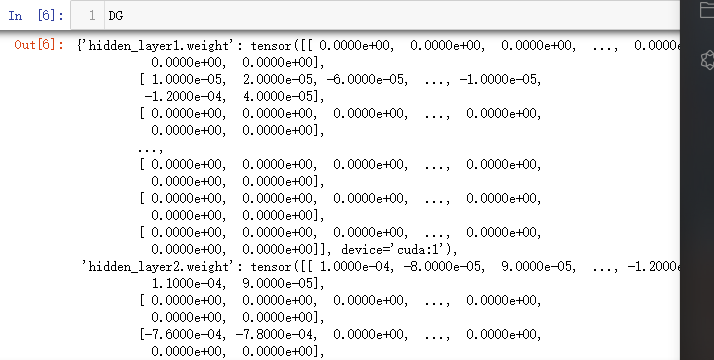 In [6]: 1 DG
Out[6]: {'hidden_layer1.weight': tensor([[ 0.0000e+00, 0.0000e+00, 0.0000e+00, ..., 0.0000e
0.0000e+00, 0.0000e+00],
[ 1.0000e-05, 2.0000e-05, -6.0000e-05, ..., -1.0000e-05,
-1.2000e-04, 4.0000e-05],
[ 0.0000e+00, 0.0000e+00, 0.0000e+00, ..., 0.0000e+00,
0.0000e+00, 0.0000e+00],
...,
[ 0.0000e+00, 0.0000e+00, 0.0000e+00, ..., 0.0000e+00,
0.0000e+00, 0.0000e+00],
[ 0.0000e+00, 0.0000e+00, 0.0000e+00, ..., 0.0000e+00,
0.0000e+00, 0.0000e+00],
[ 0.0000e+00, 0.0000e+00, 0.0000e+00, ..., 0.0000e+00,
0.0000e+00, 0.0000e+00]], device='cuda:1'),
'hidden_layer2.weight': tensor([[ 1.0000e-04, -8.0000e-05, 9.0000e-05, ..., -1.2000e
1.1000e-04, 9.0000e-05],
[ 0.0000e+00, 0.0000e+00, 0.0000e+00, ..., 0.0000e+00,
0.0000e+00, 0.0000e+00],
[-7.6000e-04, -7.8000e-04, 0.0000e+00, ..., 0.0000e+00,
0.0000e+00, 0.0000e+00],